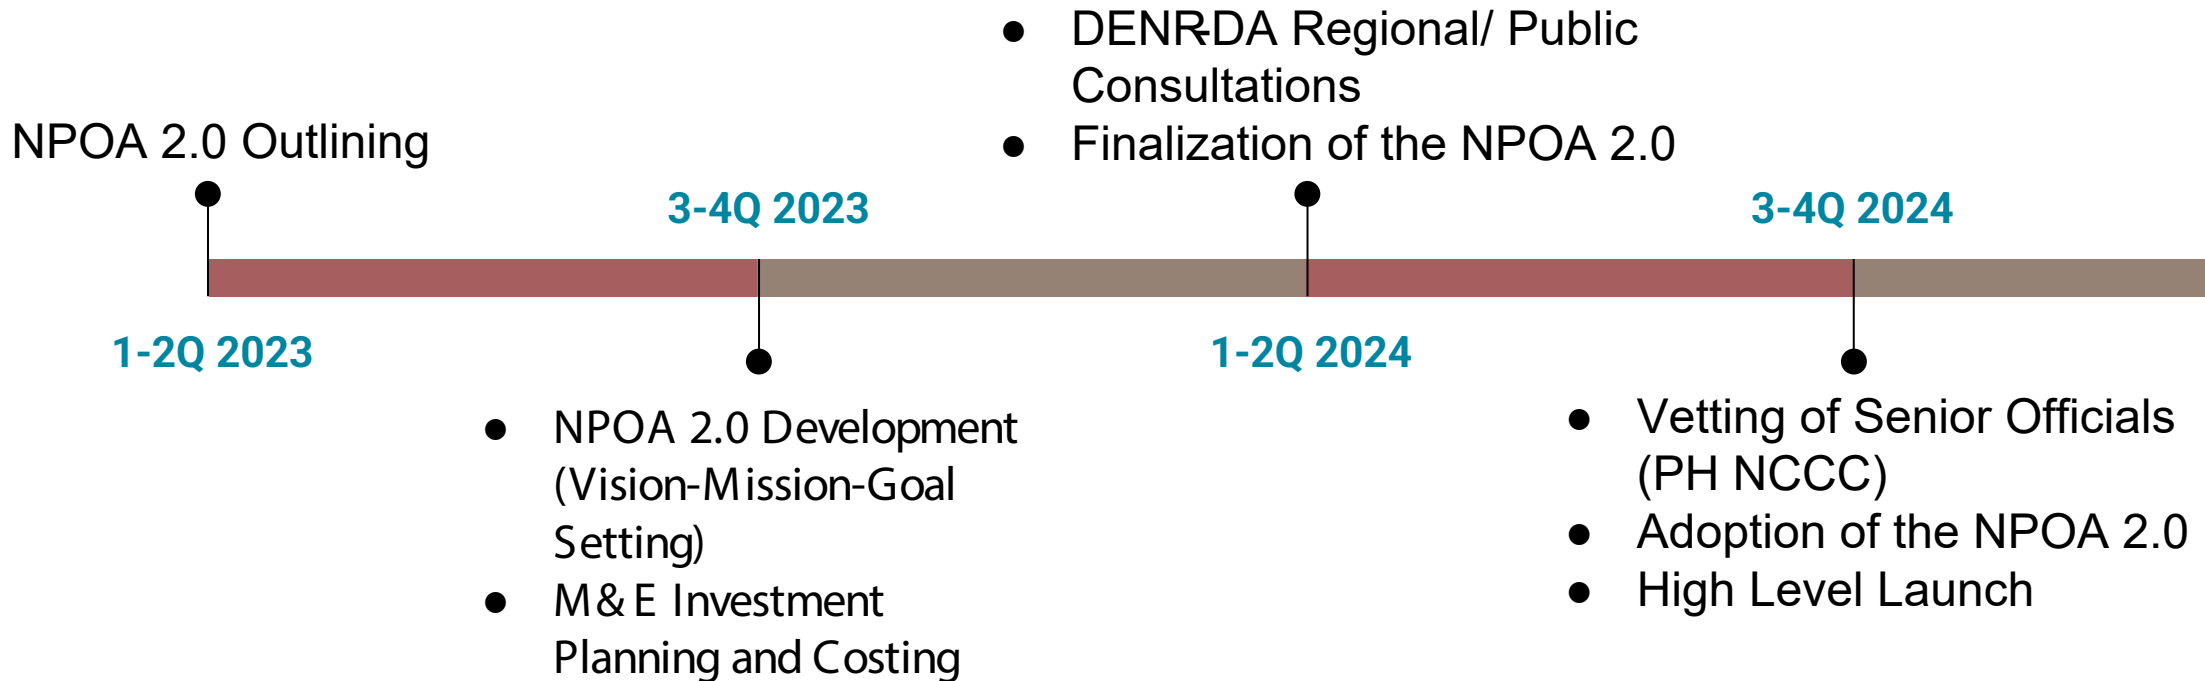 ● DENR-DA Regional/ Public
Consultations
● Finalization of the NPOA 2.0
NPOA 2.0 Outlining
3-4Q 2023
3-4Q 2024
1-2Q 2023
1-2Q 2024
● NPOA 2.0 Development
(Vision-Mission-Goal
Setting)
● M&E Investment
Planning and Costing
● Vetting of Senior Officials
(PH NCCC)
● Adoption of the NPOA 2.0
● High Level Launch